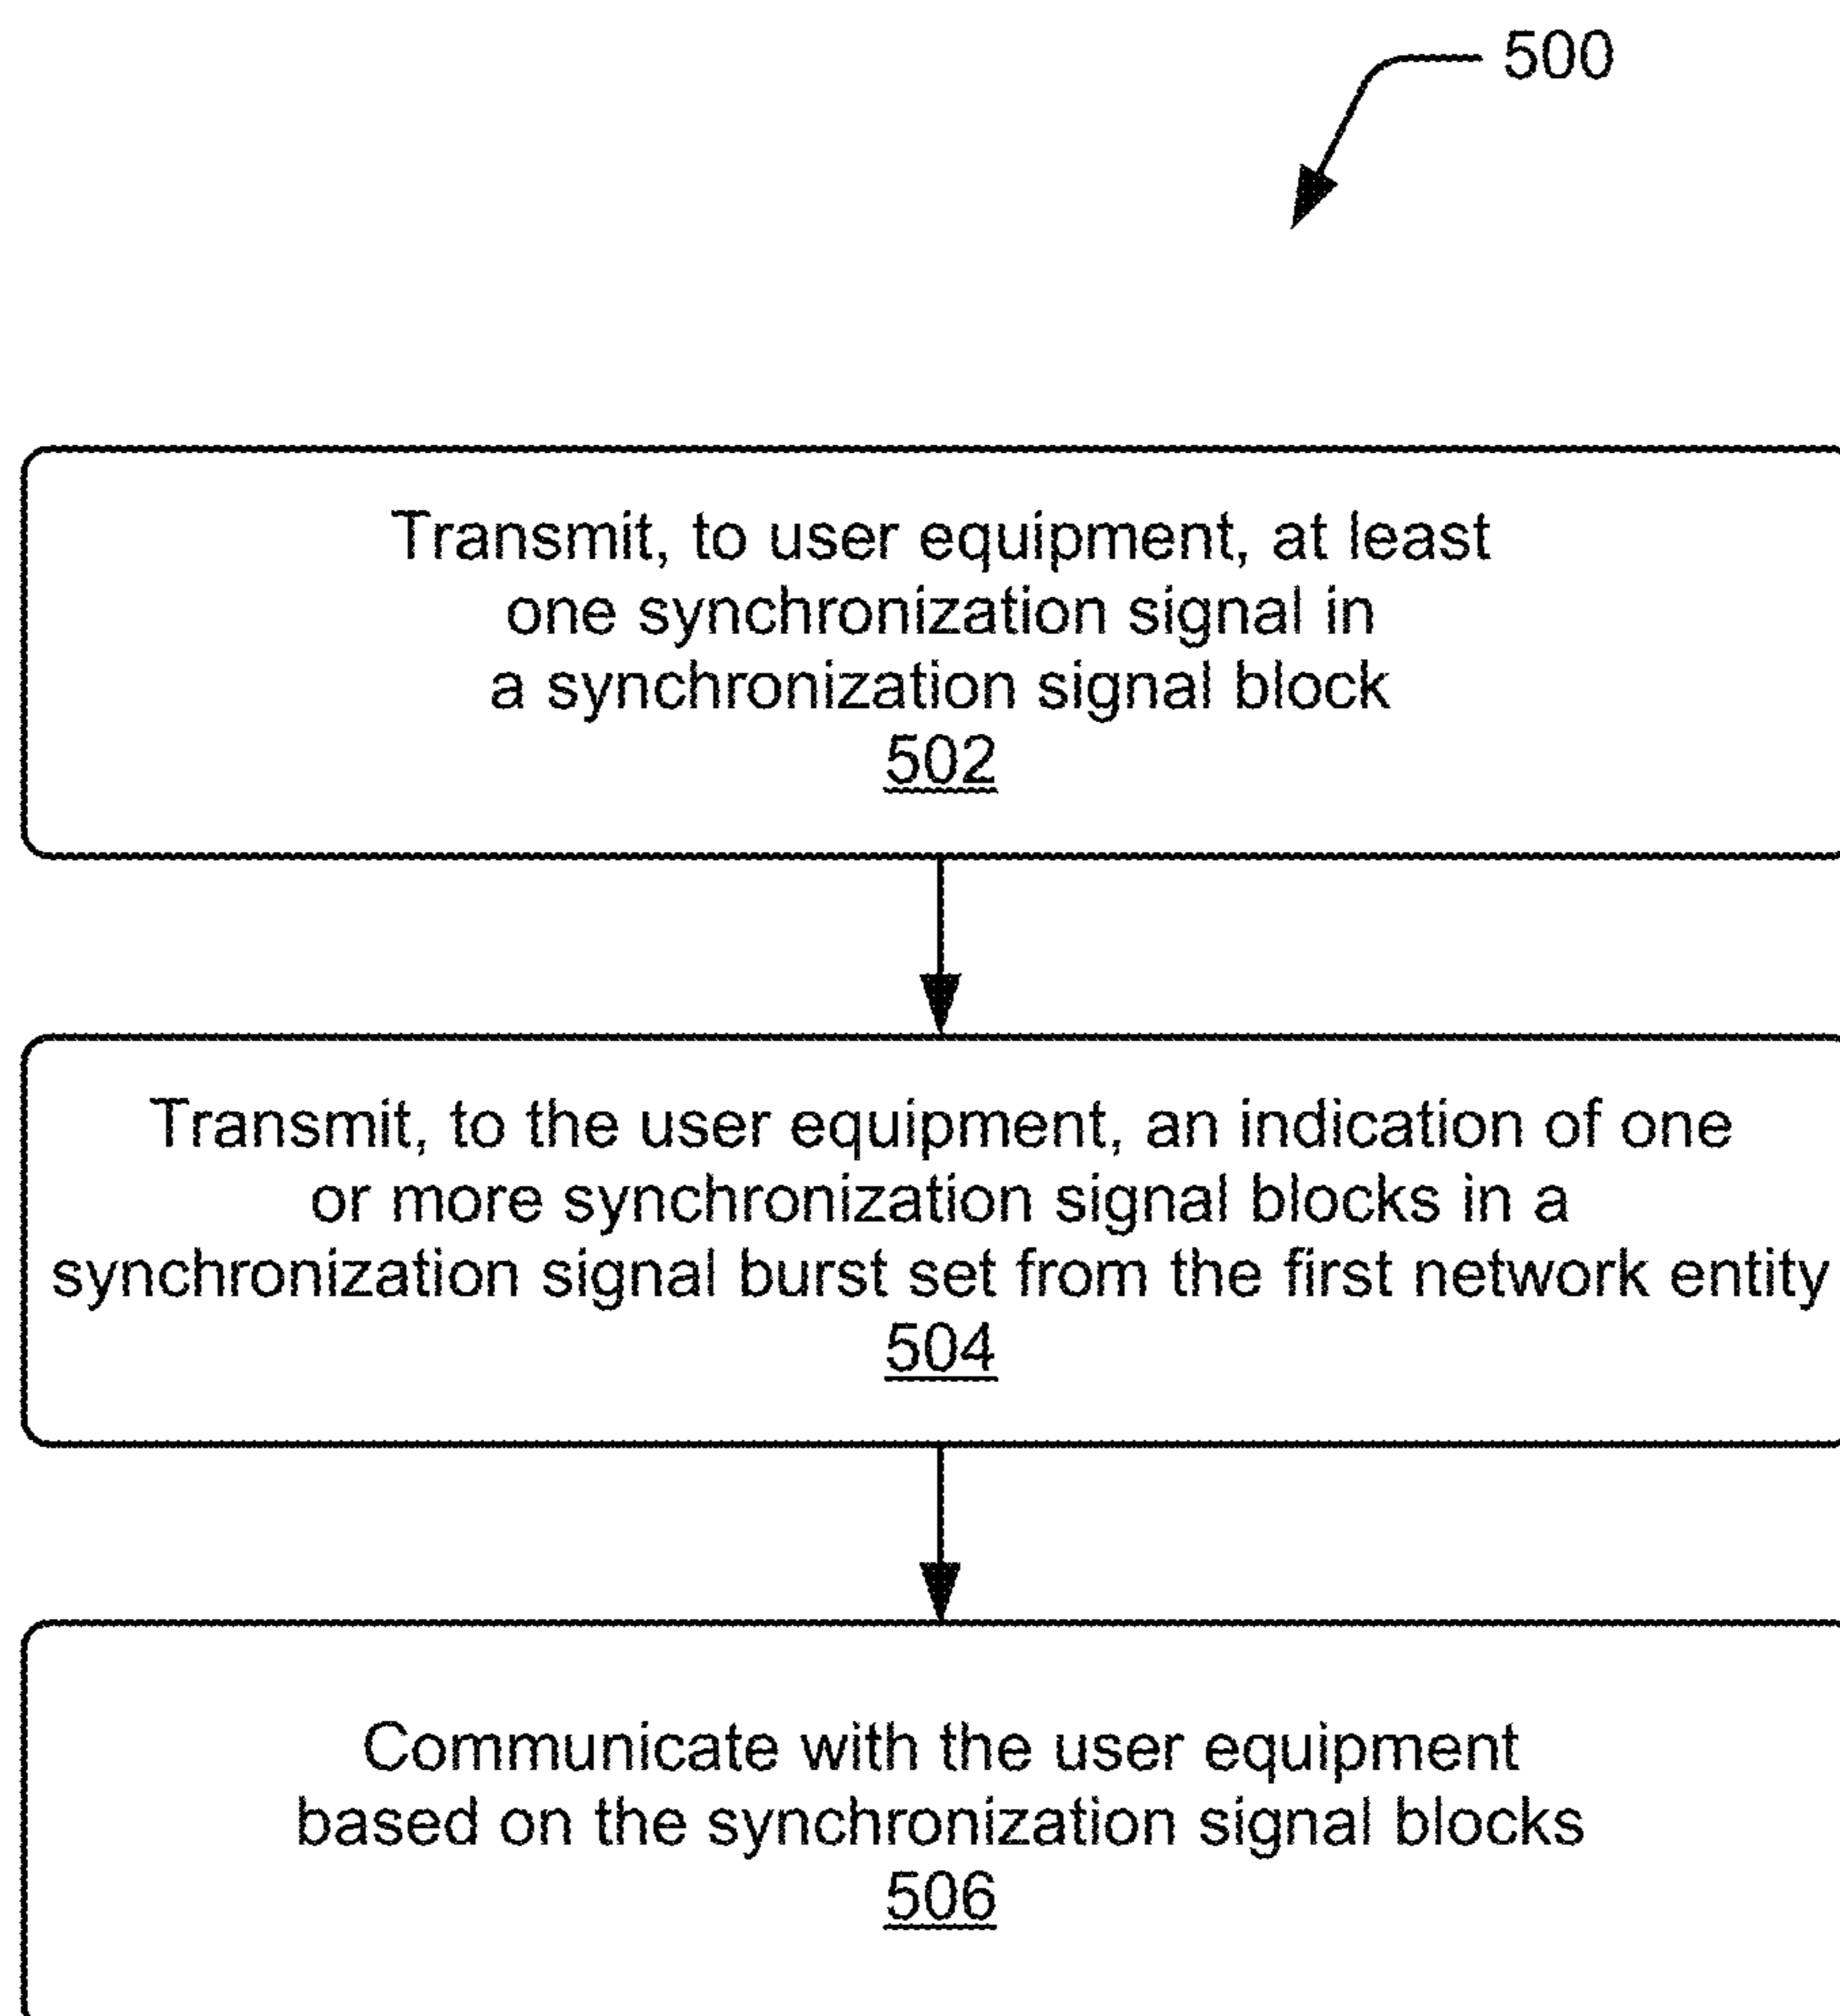 500
Transmit, to user equipment, at least
one synchronization signal in
a synchronization signal block
502
Transmit, to the user equipment, an indication of one
or more synchronization signal blocks in a
synchronization signal burst set from the first network entity
504
Communicate with the user equipment
based on the synchronization signal blocks
506